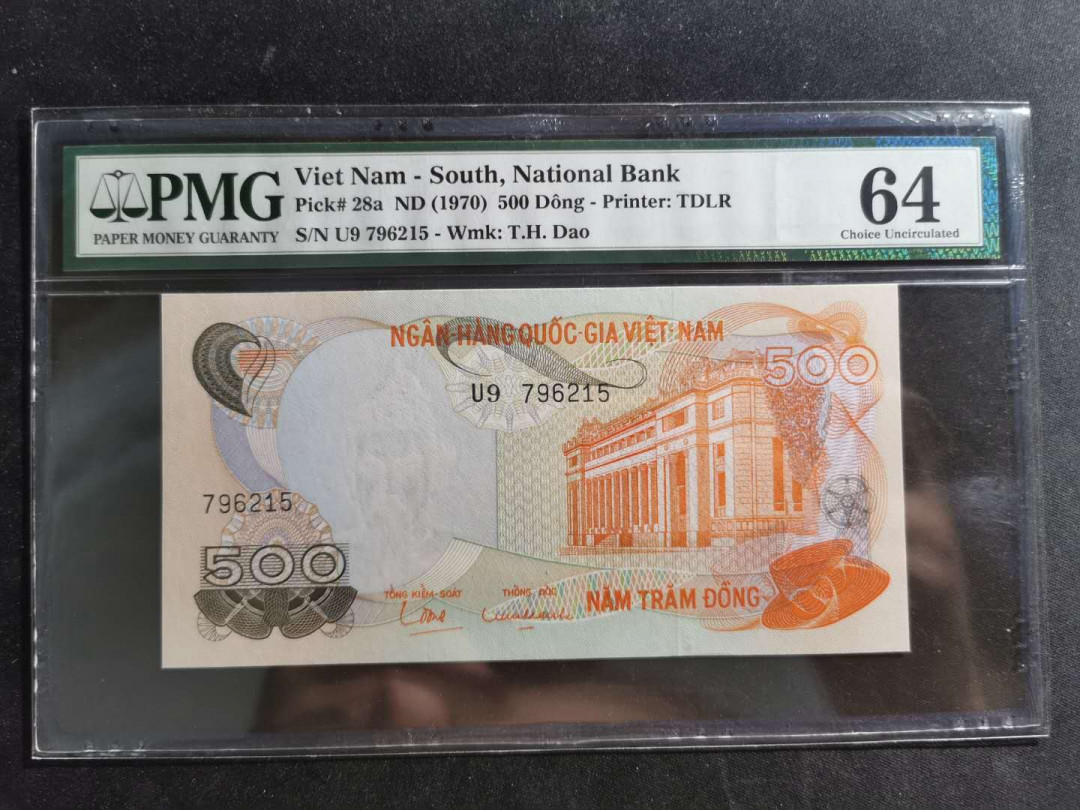 PMG
PAPER MONEY GUARANTY
Viet Nam - South, National Bank
Pick# 28a ND (1970) 500 Dông - Printer: TDLR
S/N U9 796215 - Wmk: T.H. Dao
64
Choice Uncirculated
NGÂN HÀNG QUỐC-GIA VIỆT-NAM
500
U9 796215
796215
500
TỔNG KIỂM-SOÁT
THỐNG ĐỐC
NĂM TRĂM ĐỒNG